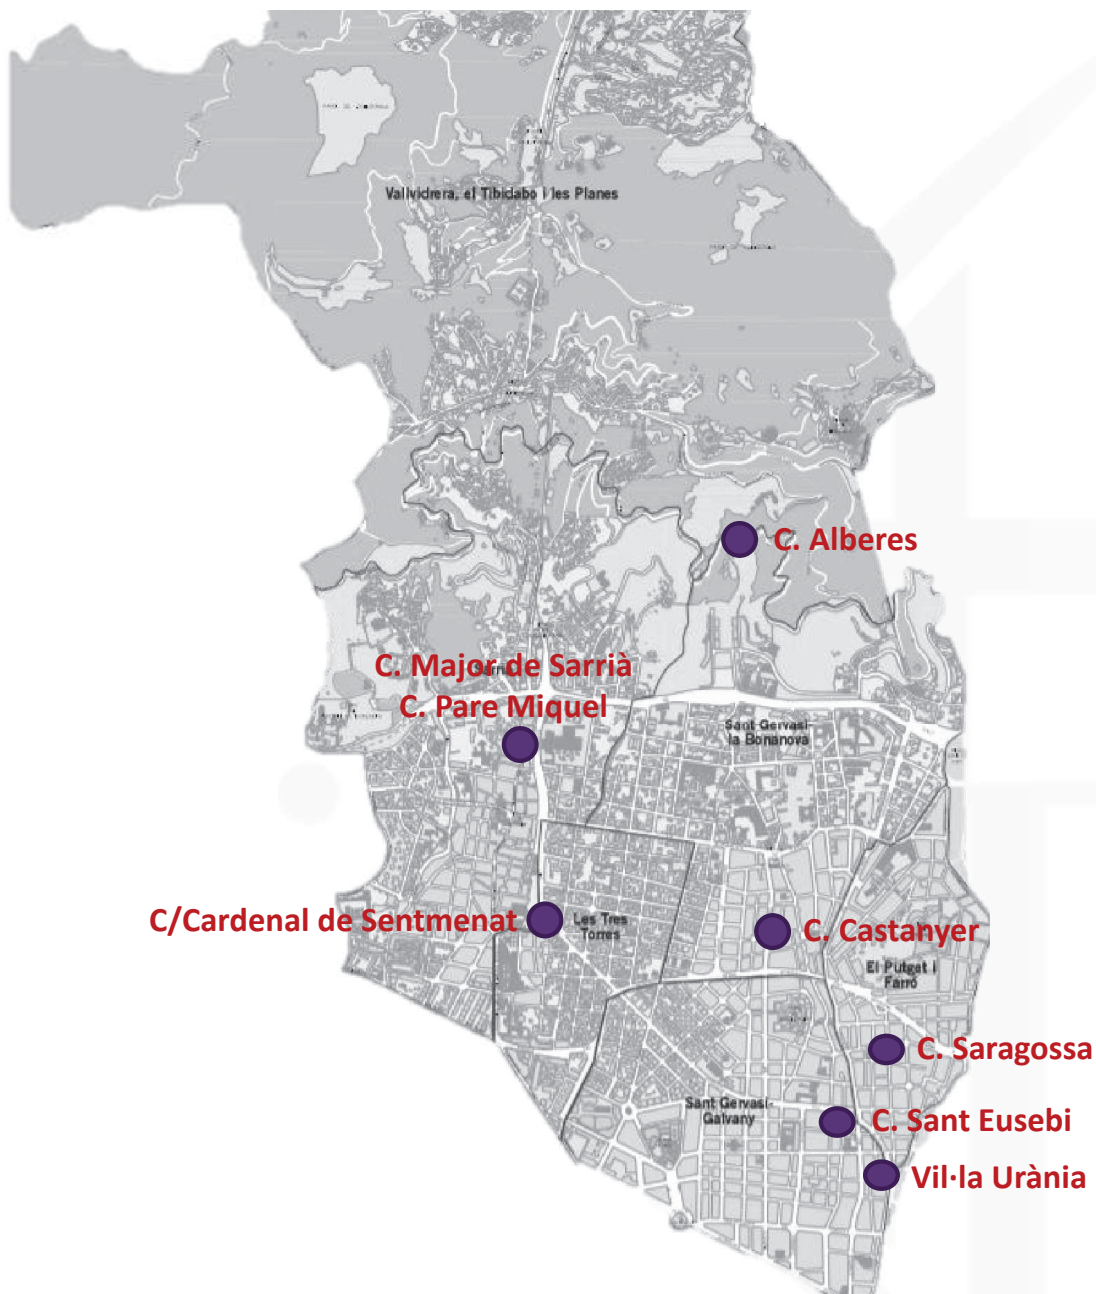 Vallvidrera, el Tibidabo i les Planes
C. Alberes
C. Major de Sarrià
Sarrià
C. Pare Miquel
Sant Gervasi-
la Bonanova
C/Cardenal de Sentmenat
Les Tres
Torres
C. Castanyer
El Putget i
Farró
C. Saragossa
Sant Gervasi-
Galvany
C. Sant Eusebi
Vil·la Urània